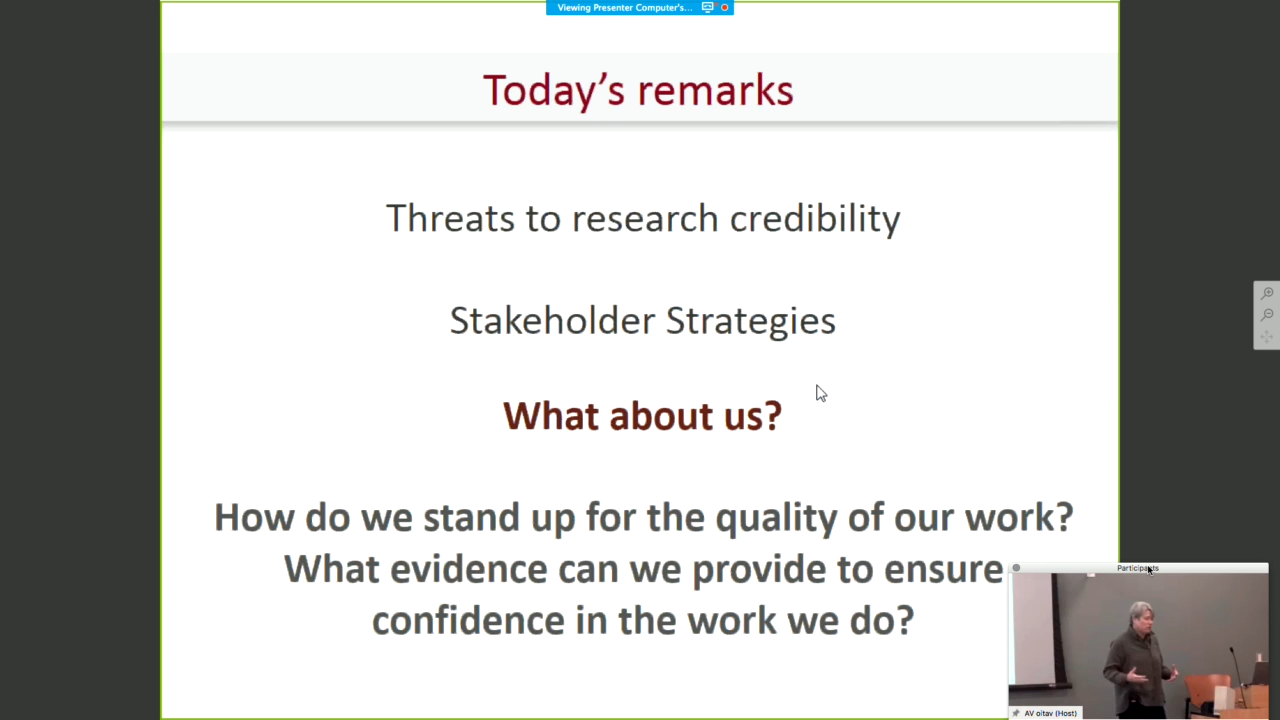 Viewing Presenter Computer's...
Today’s remarks
Threats to research credibility
Stakeholder Strategies
What about us?
How do we stand up for the quality of our work?
What evidence can we provide to ensure
confidence in the work we do?
Participants
AV oitav (Host)